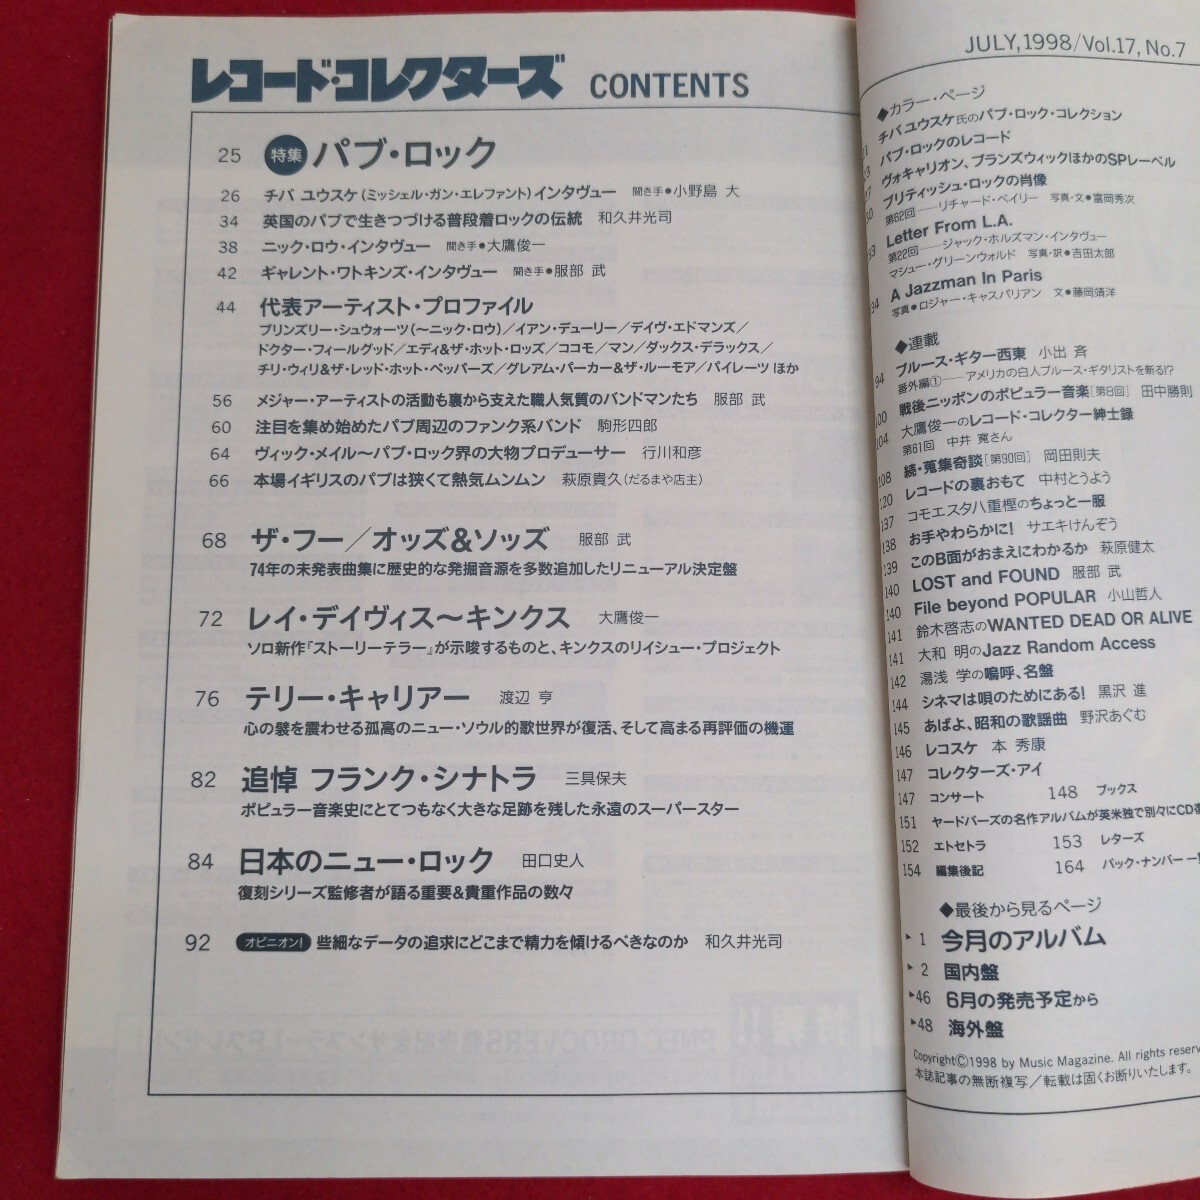 レコード・コレクターズ CONTENTS
25 特集 パブ・ロック
26 チバ ユウスケ(ミッシェル・ガン・エレファント)インタヴュー 聞き手●小野島 大
34 英国のパブで生きつづける普段着ロックの伝統 和久井光司
38 ニック・ロウ・インタヴュー 聞き手●大鷹俊一
42 ギャレント・ワトキンズ・インタヴュー 聞き手●服部 武
44 代表アーティスト・プロファイル
ブリンズリー・シュウォーツ(〜ニック・ロウ)／イアン・デューリー／デイヴ・エドマンズ／
ドクター・フィールグッド／エディ&ザ・ホット・ロッズ／ココモ／マン／ダックス・デラックス／
チリ・ウィリ&ザ・レッド・ホット・ペッパーズ／グレアム・パーカー&ザ・ルーモア／パイレーツ ほか
56 メジャー・アーティストの活動も裏から支えた職人気質のバンドマンたち 服部 武
60 注目を集め始めたパブ周辺のファンク系バンド 駒形四郎
64 ヴィック・メイル〜パブ・ロック界の大物プロデューサー 行川和彦
66 本場イギリスのパブは狭くて熱気ムンムン 萩原貴久(だるまや店主)
68 ザ・フー／オッズ&ソッズ 服部 武
74年の未発表曲集に歴史的な発掘音源を多数追加したリニューアル決定盤
72 レイ・デイヴィス〜キンクス 大鷹俊一
ソロ新作『ストーリーテラー』が示唆するものと、キンクスのリイシュー・プロジェクト
76 テリー・キャリアー 渡辺 亨
心の襞を震わせる孤高のニュー・ソウル的歌世界が復活、そして高まる再評価の機運
82 追悼 フランク・シナトラ 三具保夫
ポピュラー音楽史にとてつもなく大きな足跡を残した永遠のスーパースター
84 日本のニュー・ロック 田口史人
復刻シリーズ監修者が語る重要&貴重作品の数々
92 オピニオン! 些細なデータの追求にどこまで精力を傾けるべきなのか 和久井光司
JULY,1998/Vol.17, No.7
◆カラー・ページ
チバ ユウスケ氏のパブ・ロック・コレクション
パブ・ロックのレコード
ヴォキャリオン、ブランズウィックほかのSPレーベル
ブリティッシュ・ロックの肖像
第62回——リチャード・ベイリー 写真・文●富岡秀次
Letter From L.A.
第22回——ジャック・ホルズマン・インタヴュー
マシュー・グリーンウォルド 写真・訳●吉田太郎
A Jazzman In Paris
写真●ロジャー・キャスパリアン 文●藤岡靖洋
◆連載
94 ブルース・ギター西東 小出 斉
番外編①——アメリカの白人ブルース・ギタリストを斬る!?
100 戦後ニッポンのポピュラー音楽[第8回] 田中勝則
104 大鷹俊一のレコード・コレクター紳士録
第61回 中井 寛さん
108 続・蒐集奇談[第90回] 岡田則夫
120 レコードの裏おもて 中村とうよう
137 コモエスタ八重樫のちょっと一服
138 お手やわらかに! サエキけんぞう
139 このB面がおまえにわかるか 萩原健太
140 LOST and FOUND 服部 武
140 File beyond POPULAR 小山哲人
141 鈴木啓志のWANTED DEAD OR ALIVE
141 大和 明のJazz Random Access
142 湯浅 学の嗚呼、名盤
144 シネマは唄のためにある! 黒沢 進
145 あばよ、昭和の歌謡曲 野沢あぐむ
146 レコスケ 本 秀康
147 コレクターズ・アイ
147 コンサート 148 ブックス
151 ヤードバーズの名作アルバムが英米独で別々にCD
152 エトセトラ 153 レターズ
154 編集後記 164 バック・ナンバー一
◆最後から見るページ
▶1 今月のアルバム
▶2 国内盤
▶46 6月の発売予定から
▶48 海外盤
Copyright©1998 by Music Magazine. All rights reserv
本誌記事の無断複写／転載は固くお断りいたします。